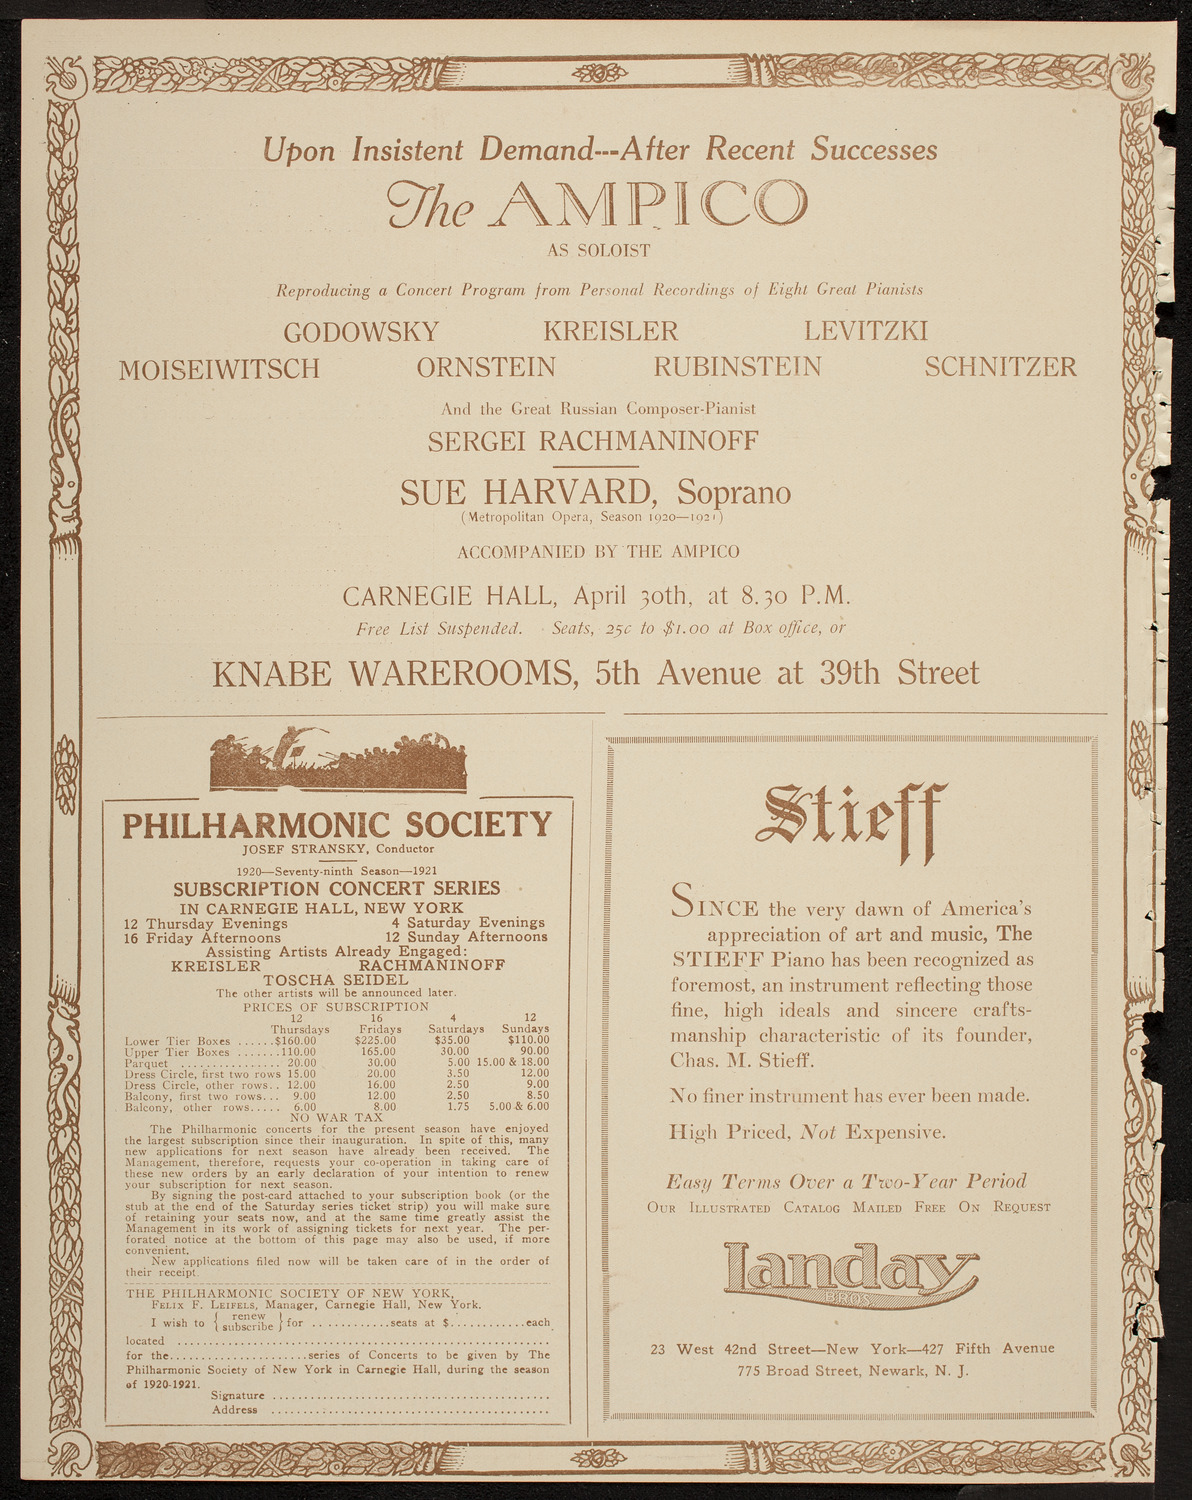 Upon Insistent Demand---After Recent Successes
The AMPICO
AS SOLOIST
Reproducing a Concert Program from Personal Recordings of Eight Great Pianists
GODOWSKY KREISLER LEVITZKI
MOISEIWITSCH ORNSTEIN RUBINSTEIN SCHNITZER
And the Great Russian Composer-Pianist
SERGEI RACHMANINOFF
SUE HARVARD, Soprano
(Metropolitan Opera, Season 1920—1921)
ACCOMPANIED BY THE AMPICO
CARNEGIE HALL, April 30th, at 8.30 P.M.
Free List Suspended. Seats, 25c to $1.00 at Box office, or
KNABE WAREROOMS, 5th Avenue at 39th Street
PHILHARMONIC SOCIETY
JOSEF STRANSKY, Conductor
1920—Seventy-ninth Season—1921
SUBSCRIPTION CONCERT SERIES
IN CARNEGIE HALL, NEW YORK
12 Thursday Evenings 4 Saturday Evenings
16 Friday Afternoons 12 Sunday Afternoons
Assisting Artists Already Engaged:
KREISLER RACHMANINOFF
TOSCHA SEIDEL
The other artists will be announced later.
PRICES OF SUBSCRIPTION
12 16 4 12
Thursdays Fridays Saturdays Sundays
Lower Tier Boxes ......$160.00 $225.00 $35.00 $110.00
Upper Tier Boxes .......110.00 165.00 30.00 90.00
Parquet ................ 20.00 30.00 5.00 15.00 & 18.00
Dress Circle, first two rows 15.00 20.00 3.50 12.00
Dress Circle, other rows.. 12.00 16.00 2.50 9.00
Balcony, first two rows... 9.00 12.00 2.50 8.50
Balcony, other rows..... 6.00 8.00 1.75 5.00 & 6.00
NO WAR TAX
The Philharmonic concerts for the present season have enjoyed
the largest subscription since their inauguration. In spite of this, many
new applications for next season have already been received. The
Management, therefore, requests your co-operation in taking care of
these new orders by an early declaration of your intention to renew
your subscription for next season.
By signing the post-card attached to your subscription book (or the
stub at the end of the Saturday series ticket strip) you will make sure
of retaining your seats now, and at the same time greatly assist the
Management in its work of assigning tickets for next year. The per-
forated notice at the bottom of this page may also be used, if more
convenient.
New applications filed now will be taken care of in the order of
their receipt.
THE PHILHARMONIC SOCIETY OF NEW YORK,
FELIX F. LEIFELS, Manager, Carnegie Hall, New York.
I wish to { renew subscribe } for ............seats at $............each,
located ..................................................
for the......................series of Concerts to be given by The
Philharmonic Society of New York in Carnegie Hall, during the season
of 1920-1921.
Signature ..................................................
Address ..................................................
Stieff
SINCE the very dawn of America's
appreciation of art and music, The
STIEFF Piano has been recognized as
foremost, an instrument reflecting those
fine, high ideals and sincere crafts-
manship characteristic of its founder,
Chas. M. Stieff.
No finer instrument has ever been made.
High Priced, Not Expensive.
Easy Terms Over a Two-Year Period
OUR ILLUSTRATED CATALOG MAILED FREE ON REQUEST
Landay
BROS.
23 West 42nd Street—New York—427 Fifth Avenue
775 Broad Street, Newark, N. J.